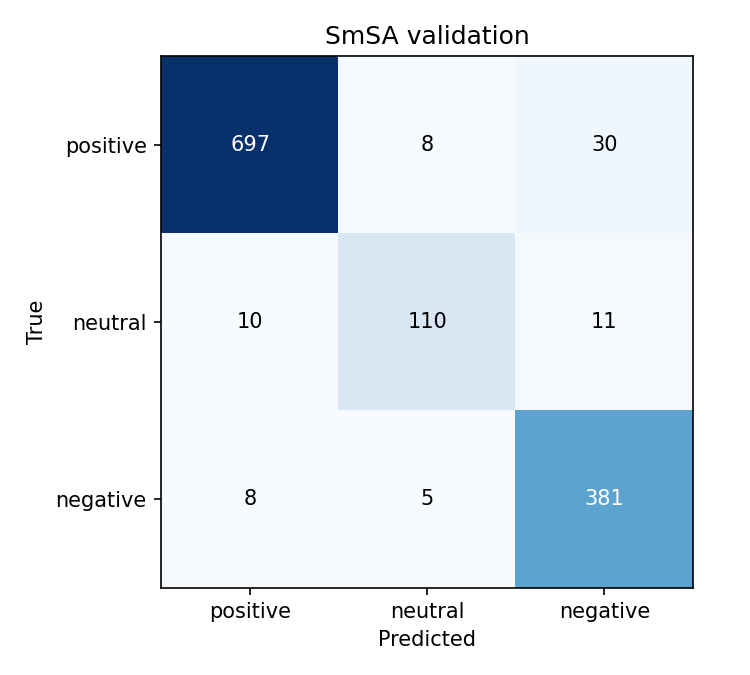 SmSA validation
True
positive 697 8 30
neutral 10 110 11
negative 8 5 381
positive neutral negative
Predicted